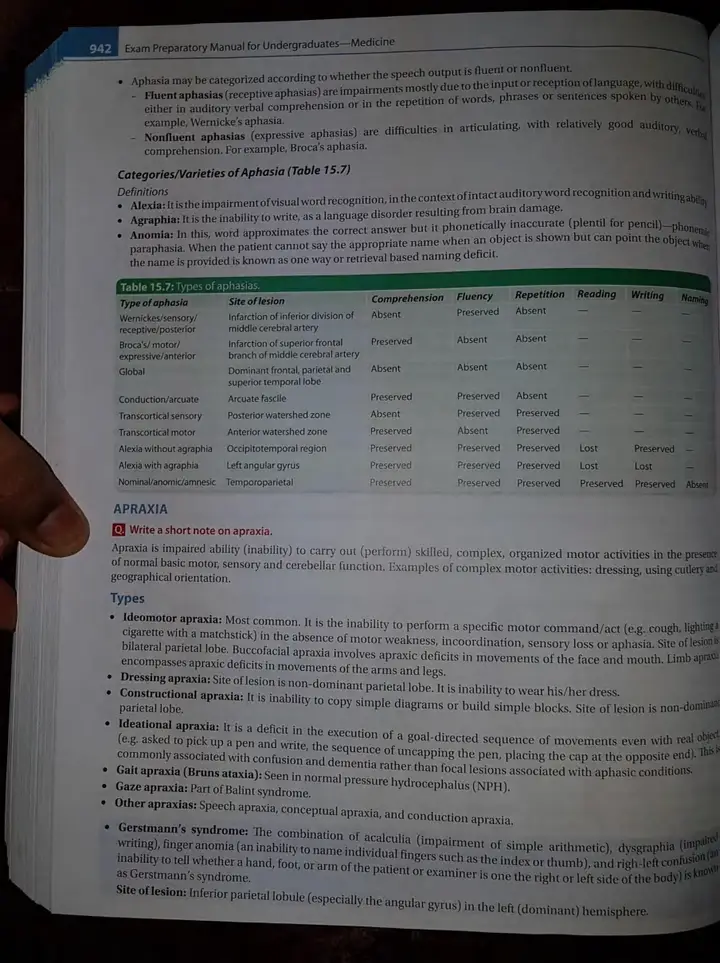 942 Exam Preparatory Manual for Undergraduates—Medicine
• Aphasia may be categorized according to whether the speech output is fluent or nonfluent.
– Fluent aphasias (receptive aphasias) are impairments mostly due to the input or reception of language, with difficulties
either in auditory verbal comprehension or in the repetition of words, phrases or sentences spoken by others. For
example, Wernicke's aphasia.
– Nonfluent aphasias (expressive aphasias) are difficulties in articulating, with relatively good auditory, verbal
comprehension. For example, Broca's aphasia.
Categories/Varieties of Aphasia (Table 15.7)
Definitions
• Alexia: It is the impairment of visual word recognition, in the context of intact auditory word recognition and writing ability
• Agraphia: It is the inability to write, as a language disorder resulting from brain damage.
• Anomia: In this, word approximates the correct answer but it phonetically inaccurate (plentil for pencil)—phonemic
paraphasia. When the patient cannot say the appropriate name when an object is shown but can point the object when
the name is provided is known as one way or retrieval based naming deficit.
Table 15.7: Types of aphasias.
Type of aphasia Site of lesion Comprehension Fluency Repetition Reading Writing Naming
Wernickes/sensory/ Infarction of inferior division of Absent Preserved Absent — — —
receptive/posterior middle cerebral artery
Broca's/ motor/ Infarction of superior frontal Preserved Absent Absent — — —
expressive/anterior branch of middle cerebral artery
Global Dominant frontal, parietal and Absent Absent Absent — — —
superior temporal lobe
Conduction/arcuate Arcuate fascile Preserved Preserved Absent — — —
Transcortical sensory Posterior watershed zone Absent Preserved Preserved — — —
Transcortical motor Anterior watershed zone Preserved Absent Preserved — — —
Alexia without agraphia Occipitotemporal region Preserved Preserved Preserved Lost Preserved —
Alexia with agraphia Left angular gyrus Preserved Preserved Preserved Lost Lost —
Nominal/anomic/amnesic Temporoparietal Preserved Preserved Preserved Preserved Preserved Absent
APRAXIA
Q. Write a short note on apraxia.
Apraxia is impaired ability (inability) to carry out (perform) skilled, complex, organized motor activities in the presence
of normal basic motor, sensory and cerebellar function. Examples of complex motor activities: dressing, using cutlery and
geographical orientation.
Types
• Ideomotor apraxia: Most common. It is the inability to perform a specific motor command/act (e.g. cough, lighting a
cigarette with a matchstick) in the absence of motor weakness, incoordination, sensory loss or aphasia. Site of lesion is
bilateral parietal lobe. Buccofacial apraxia involves apraxic deficits in movements of the face and mouth. Limb apraxia
encompasses apraxic deficits in movements of the arms and legs.
• Dressing apraxia: Site of lesion is non-dominant parietal lobe. It is inability to wear his/her dress.
• Constructional apraxia: It is inability to copy simple diagrams or build simple blocks. Site of lesion is non-dominant
parietal lobe.
• Ideational apraxia: It is a deficit in the execution of a goal-directed sequence of movements even with real object
(e.g. asked to pick up a pen and write, the sequence of uncapping the pen, placing the cap at the opposite end). This is
commonly associated with confusion and dementia rather than focal lesions associated with aphasic conditions.
• Gait apraxia (Bruns ataxia): Seen in normal pressure hydrocephalus (NPH).
• Gaze apraxia: Part of Balint syndrome.
• Other apraxias: Speech apraxia, conceptual apraxia, and conduction apraxia.
• Gerstmann's syndrome: The combination of acalculia (impairment of simple arithmetic), dysgraphia (impaired
writing), finger anomia (an inability to name individual fingers such as the index or thumb), and righ-left confusion (an
inability to tell whether a hand, foot, or arm of the patient or examiner is one the right or left side of the body) is known
as Gerstmann's syndrome.
Site of lesion: Inferior parietal lobule (especially the angular gyrus) in the left (dominant) hemisphere.